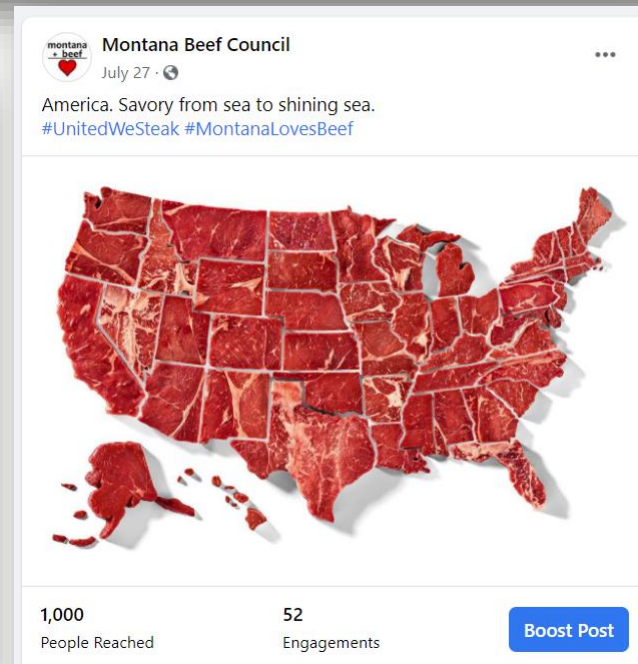 montana
+ beef
Montana Beef Council
July 27 ·
America. Savory from sea to shining sea.
#UnitedWeSteak #MontanaLovesBeef
1,000
People Reached
52
Engagements
Boost Post